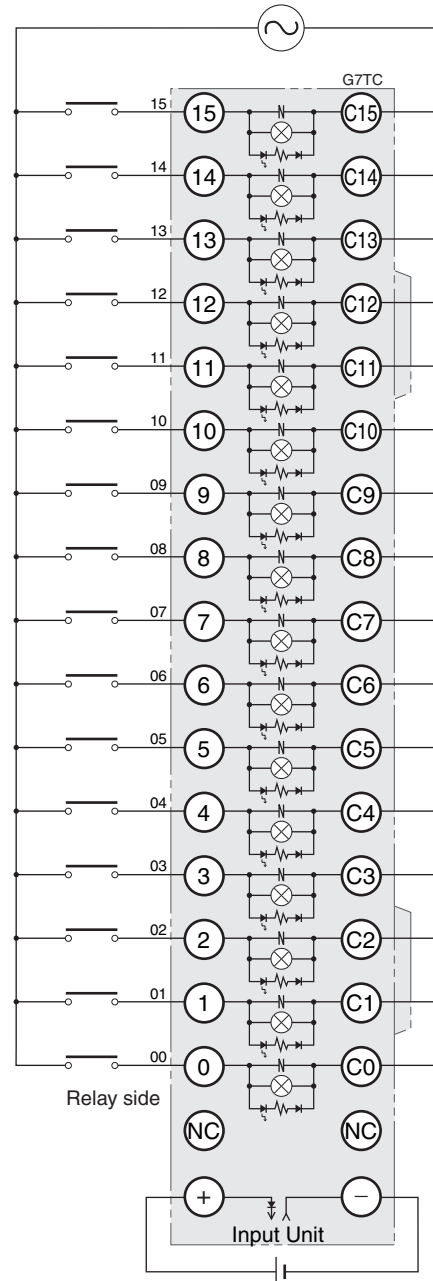 G7TC
15 15 N C15
14 14 N C14
13 13 N C13
12 12 N C12
11 11 N C11
10 10 N C10
09 9 N C9
08 8 N C8
07 7 N C7
06 6 N C6
05 5 N C5
04 4 N C4
03 3 N C3
02 2 N C2
01 1 N C1
00 0 N C0
Relay side
NC NC
+ −
Input Unit